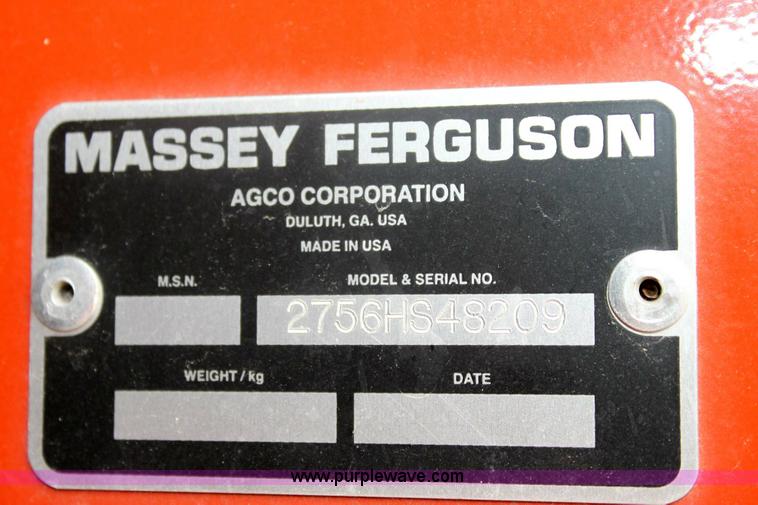 MASSEY FERGUSON
AGCO CORPORATION
DULUTH, GA. USA
MADE IN USA
M.S.N.
MODEL & SERIAL NO.
2756HS48209
WEIGHT/kg
DATE
www.purplewave.com